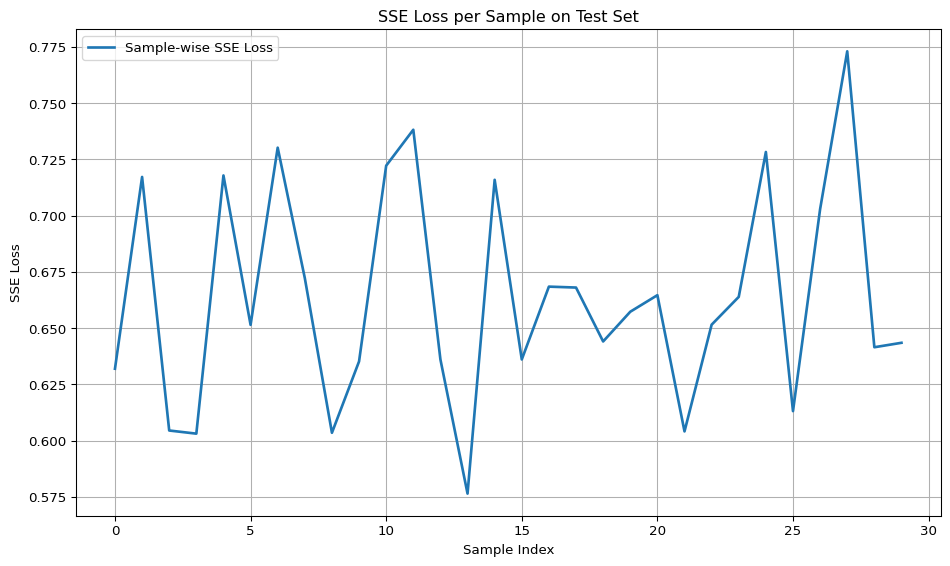 SSE Loss per Sample on Test Set
Sample-wise SSE Loss
0.775
0.750
0.725
0.700
0.675
0.650
0.625
0.600
0.575
SSE Loss
0 5 10 15 20 25 30
Sample Index